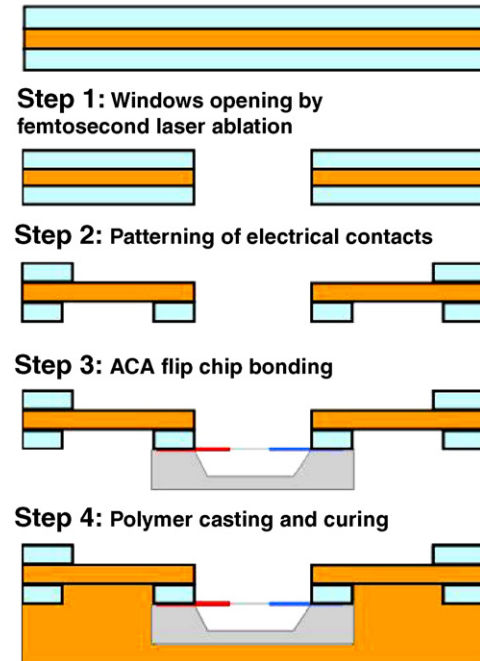 Step 1: Windows opening by
femtosecond laser ablation
Step 2: Patterning of electrical contacts
Step 3: ACA flip chip bonding
Step 4: Polymer casting and curing